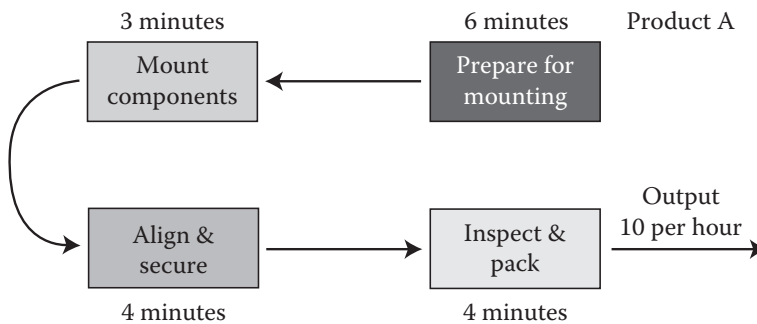 3 minutes
6 minutes
Product A
Mount
components
Prepare for
mounting
Align &
secure
Inspect &
pack
Output
10 per hour
4 minutes
4 minutes